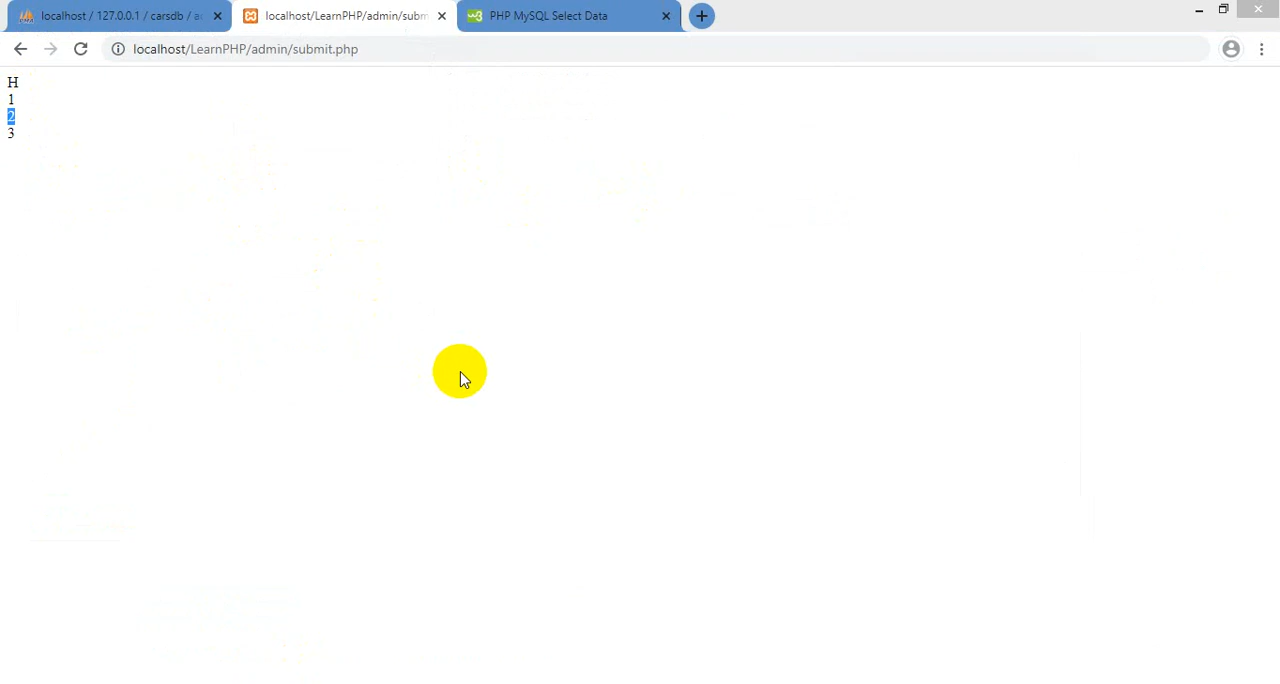 localhost / 127.0.0.1 / carsdb / a
localhost/LearnPHP/admin/subm
PHP MySQL Select Data
localhost/LearnPHP/admin/submit.php
H
1
2
3